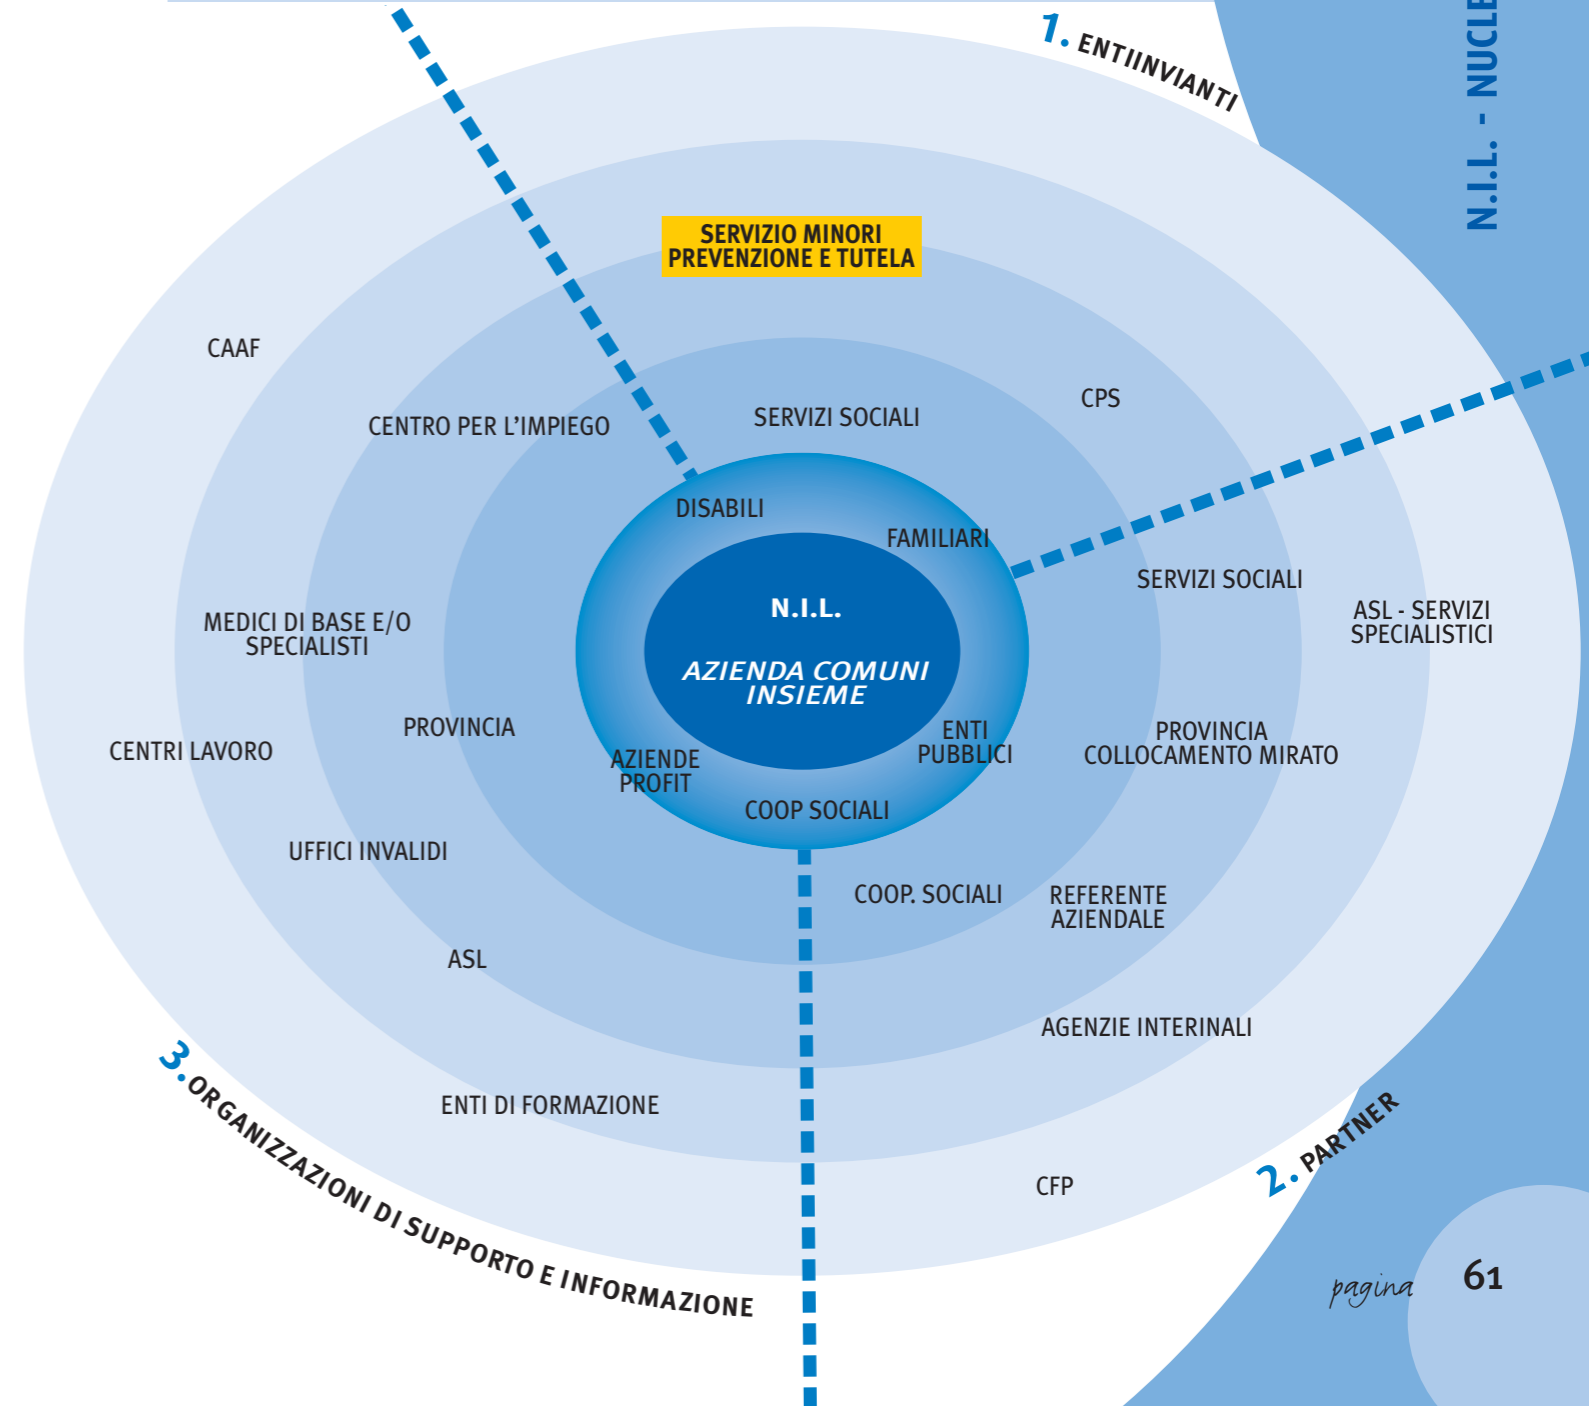 1. ENTIINVIANTI
N.I.L. - NUCLE
SERVIZIO MINORI
PREVENZIONE E TUTELA
CAAF
CPS
CENTRO PER L'IMPIEGO
SERVIZI SOCIALI
DISABILI
FAMILIARI
SERVIZI SOCIALI
N.I.L.
ASL - SERVIZI
SPECIALISTICI
MEDICI DI BASE E/O
SPECIALISTI
AZIENDA COMUNI
INSIEME
PROVINCIA
ENTI
PUBBLICI
PROVINCIA
COLLOCAMENTO MIRATO
CENTRI LAVORO
AZIENDE
PROFIT
COOP SOCIALI
UFFICI INVALIDI
COOP. SOCIALI
REFERENTE
AZIENDALE
ASL
AGENZIE INTERINALI
ENTI DI FORMAZIONE
CFP
2. PARTNER
3. ORGANIZZAZIONI DI SUPPORTO E INFORMAZIONE
pagina 61